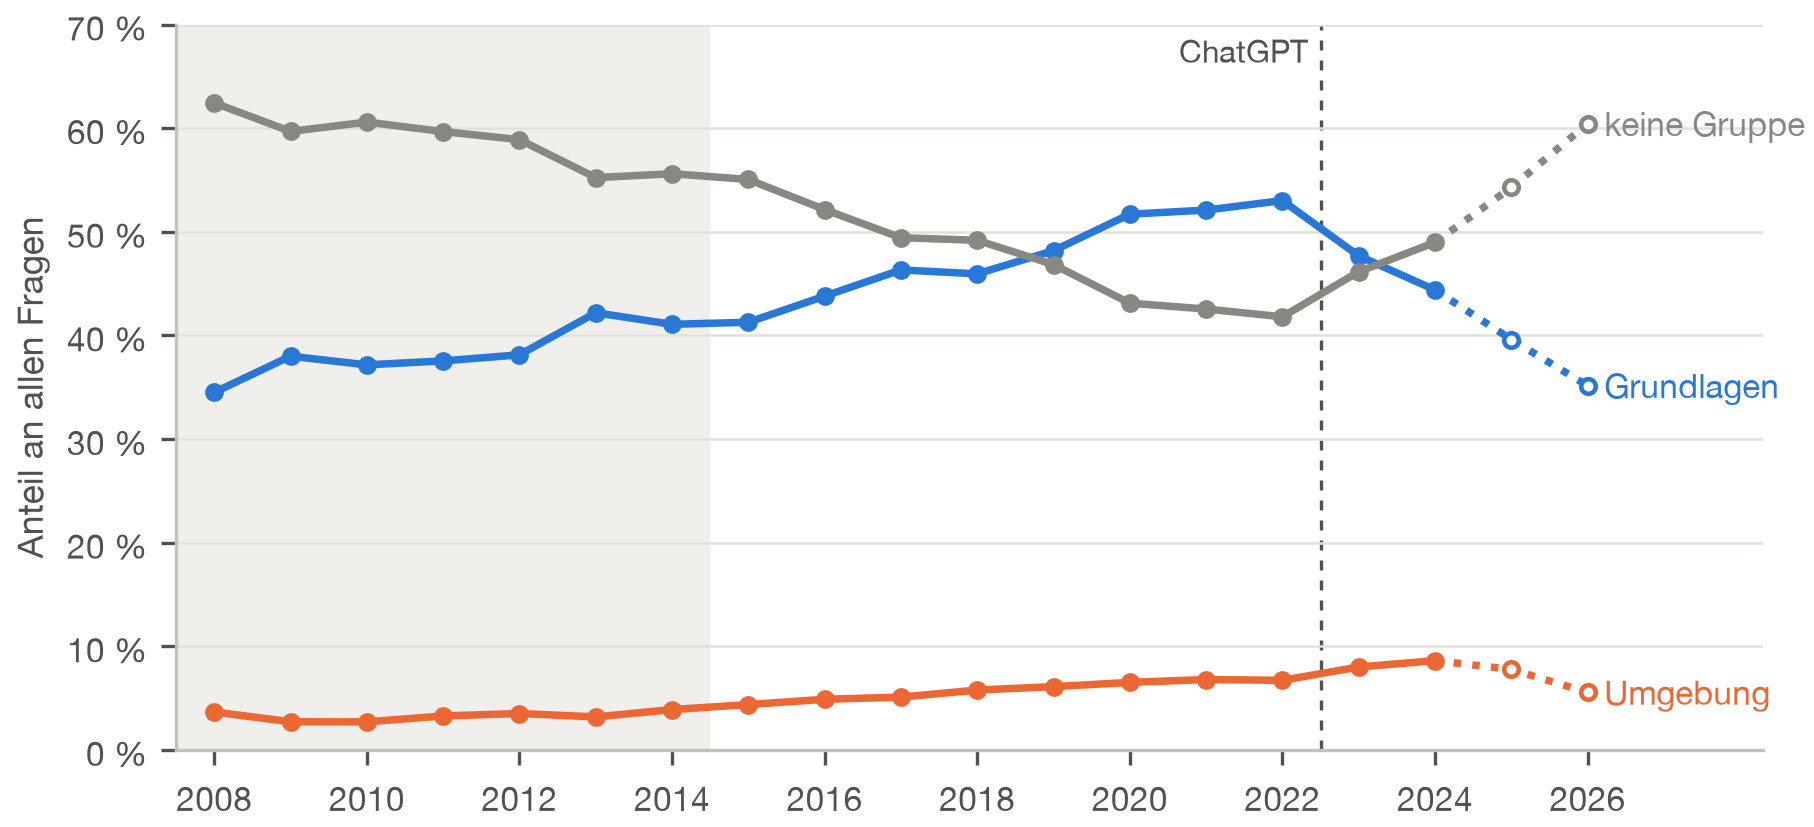 70 %
60 %
50 %
40 %
30 %
20 %
10 %
0 %
Anteil an allen Fragen
ChatGPT
keine Gruppe
Grundlagen
Umgebung
2008 2010 2012 2014 2016 2018 2020 2022 2024 2026